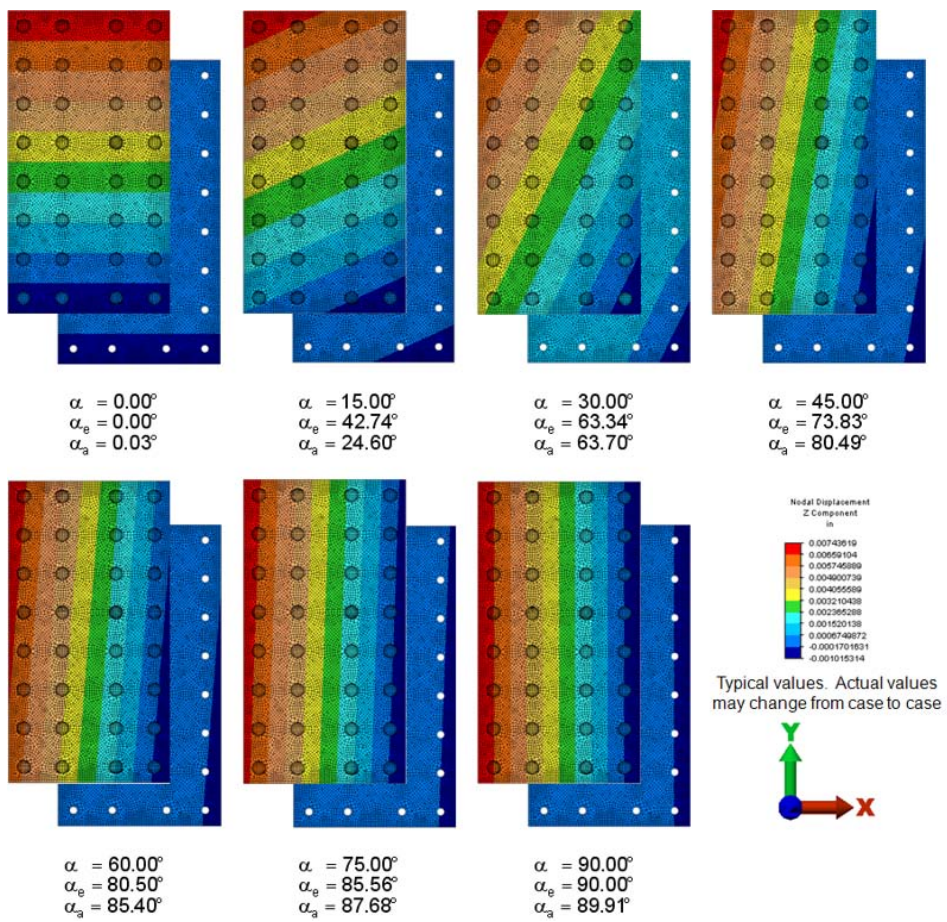 α = 0.00°
αe = 0.00°
αa = 0.03°
α = 15.00°
αe = 42.74°
αa = 24.60°
α = 30.00°
αe = 63.34°
αa = 63.70°
α = 45.00°
αe = 73.83°
αa = 80.49°
Nodal Displacement
Z Component
in
0.00743619
0.00659104
0.005745889
0.004900739
0.004055589
0.003210438
0.002365288
0.001520138
0.0006749872
-0.0001701631
-0.001015314
Typical values. Actual values
may change from case to case
Y
X
α = 60.00°
αe = 80.50°
αa = 85.40°
α = 75.00°
αe = 85.56°
αa = 87.68°
α = 90.00°
αe = 90.00°
αa = 89.91°